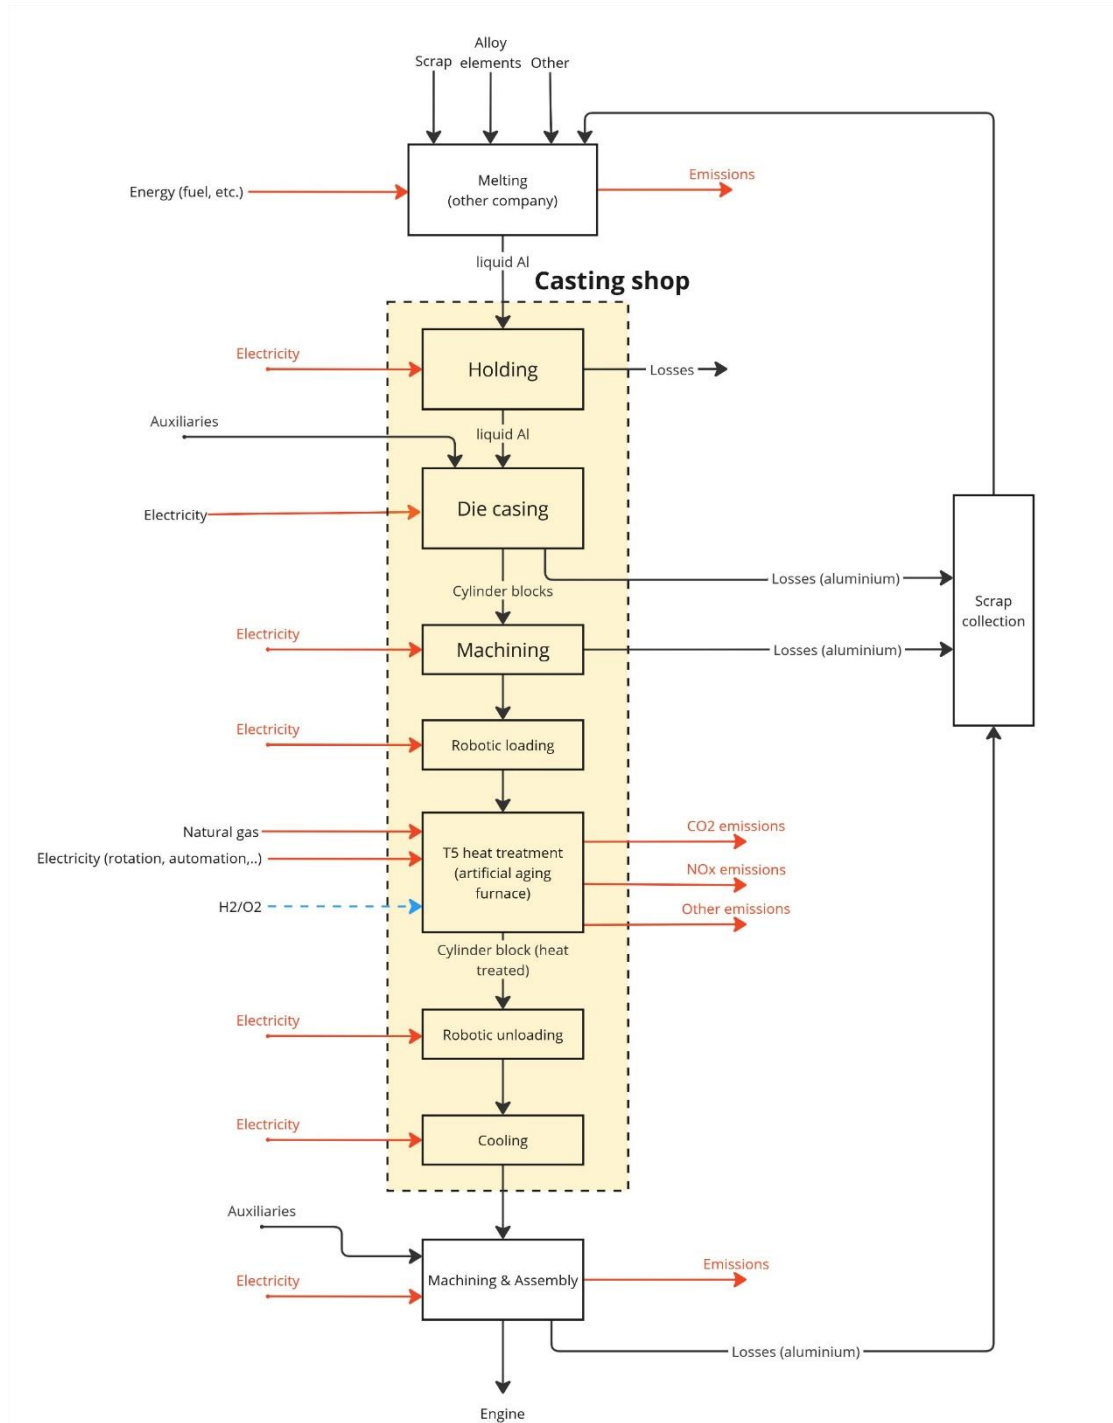 Alloy
Scrap elements Other
Melting
(other company)
Energy (fuel, etc.)
Emissions
liquid Al
Casting shop
Electricity
Holding
Losses
Auxiliaries
liquid Al
Electricity
Die casing
Losses (aluminium)
Cylinder blocks
Scrap
collection
Electricity
Machining
Losses (aluminium)
Electricity
Robotic loading
Natural gas
Electricity (rotation, automation,..)
H2/O2
T5 heat treatment
(artificial aging
furnace)
CO2 emissions
NOx emissions
Other emissions
Cylinder block (heat
treated)
Electricity
Robotic unloading
Electricity
Cooling
Auxiliaries
Electricity
Machining & Assembly
Emissions
Losses (aluminium)
Engine